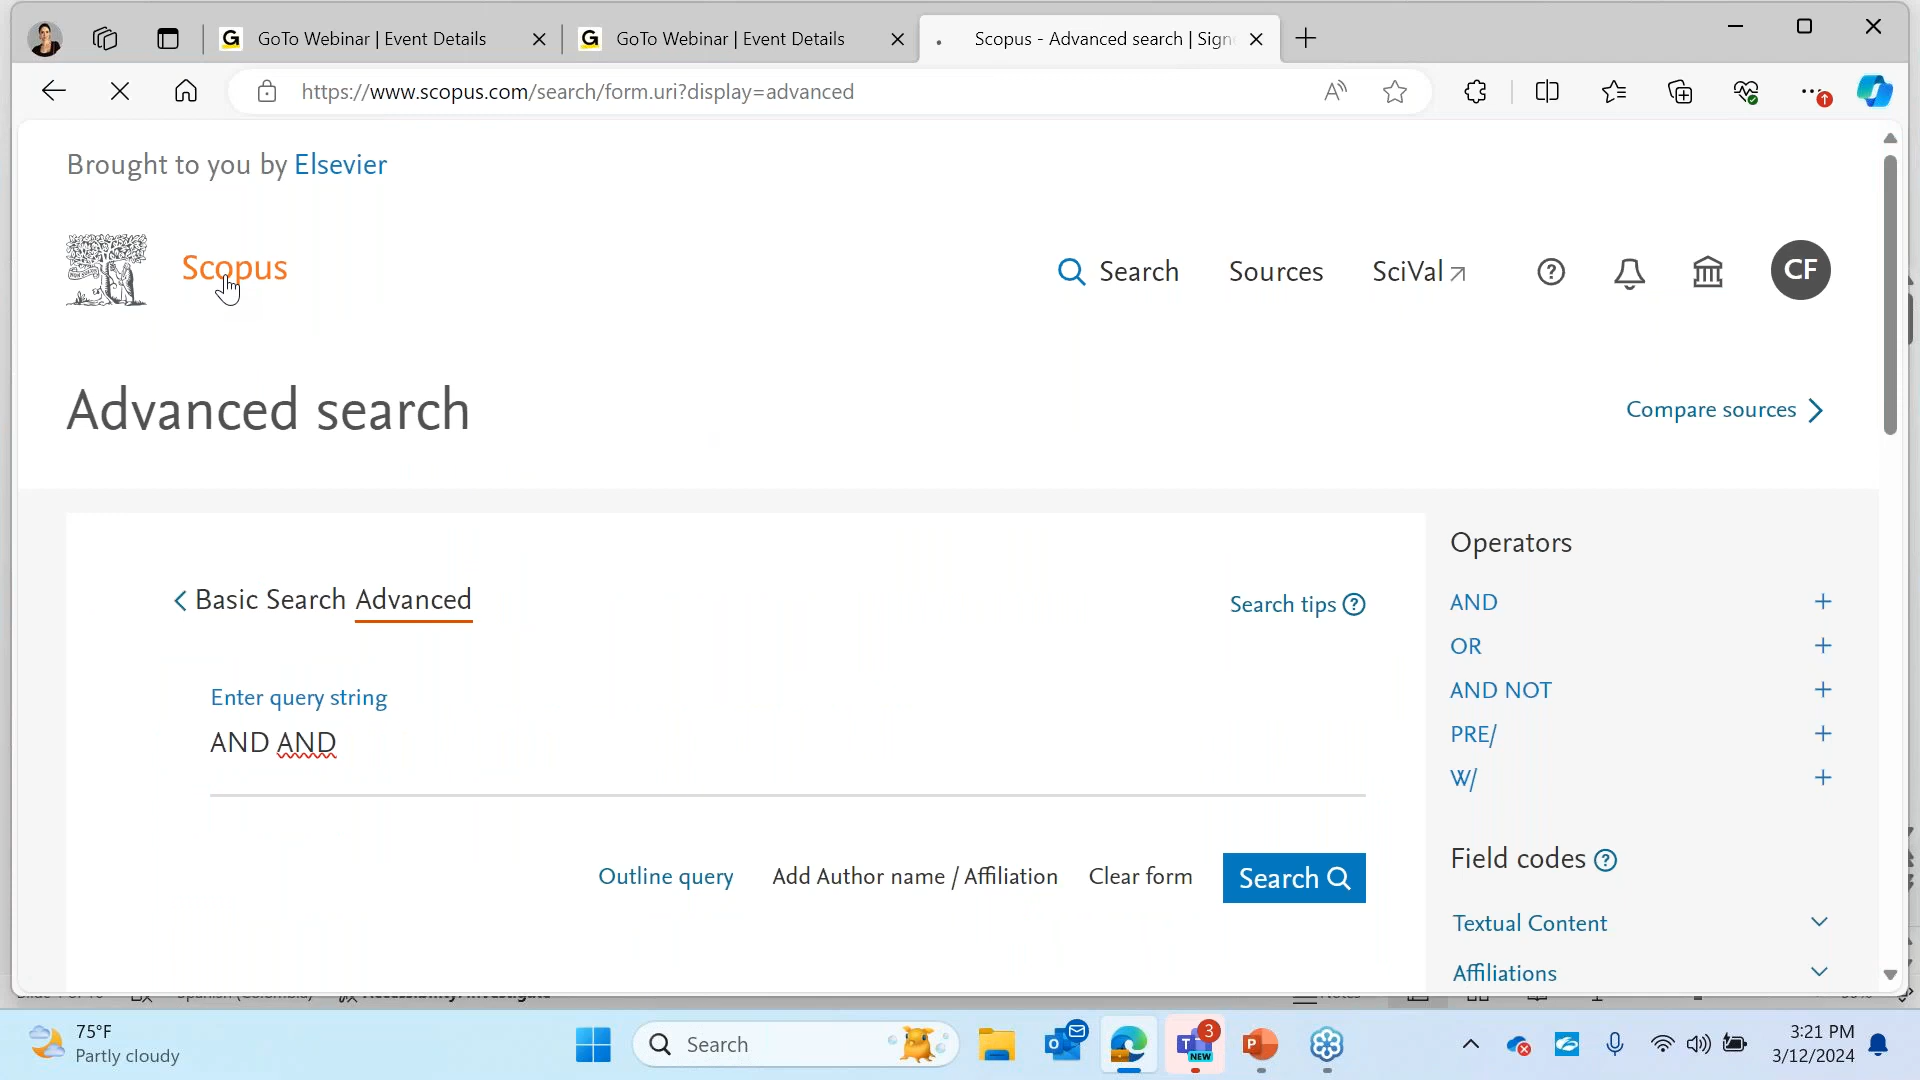 GoTo Webinar | Event Details
GoTo Webinar | Event Details
Scopus - Advanced search | Sign
https://www.scopus.com/search/form.uri?display=advanced
Brought to you by Elsevier
Scopus
Search
Sources
SciVal
CF
Advanced search
Compare sources
Basic Search
Advanced
Search tips
Enter query string
AND AND
Outline query
Add Author name / Affiliation
Clear form
Search
Operators
AND
OR
AND NOT
PRE/
W/
Field codes
Textual Content
Affiliations
75°F
Partly cloudy
Search
3
NEW
3:21 PM
3/12/2024